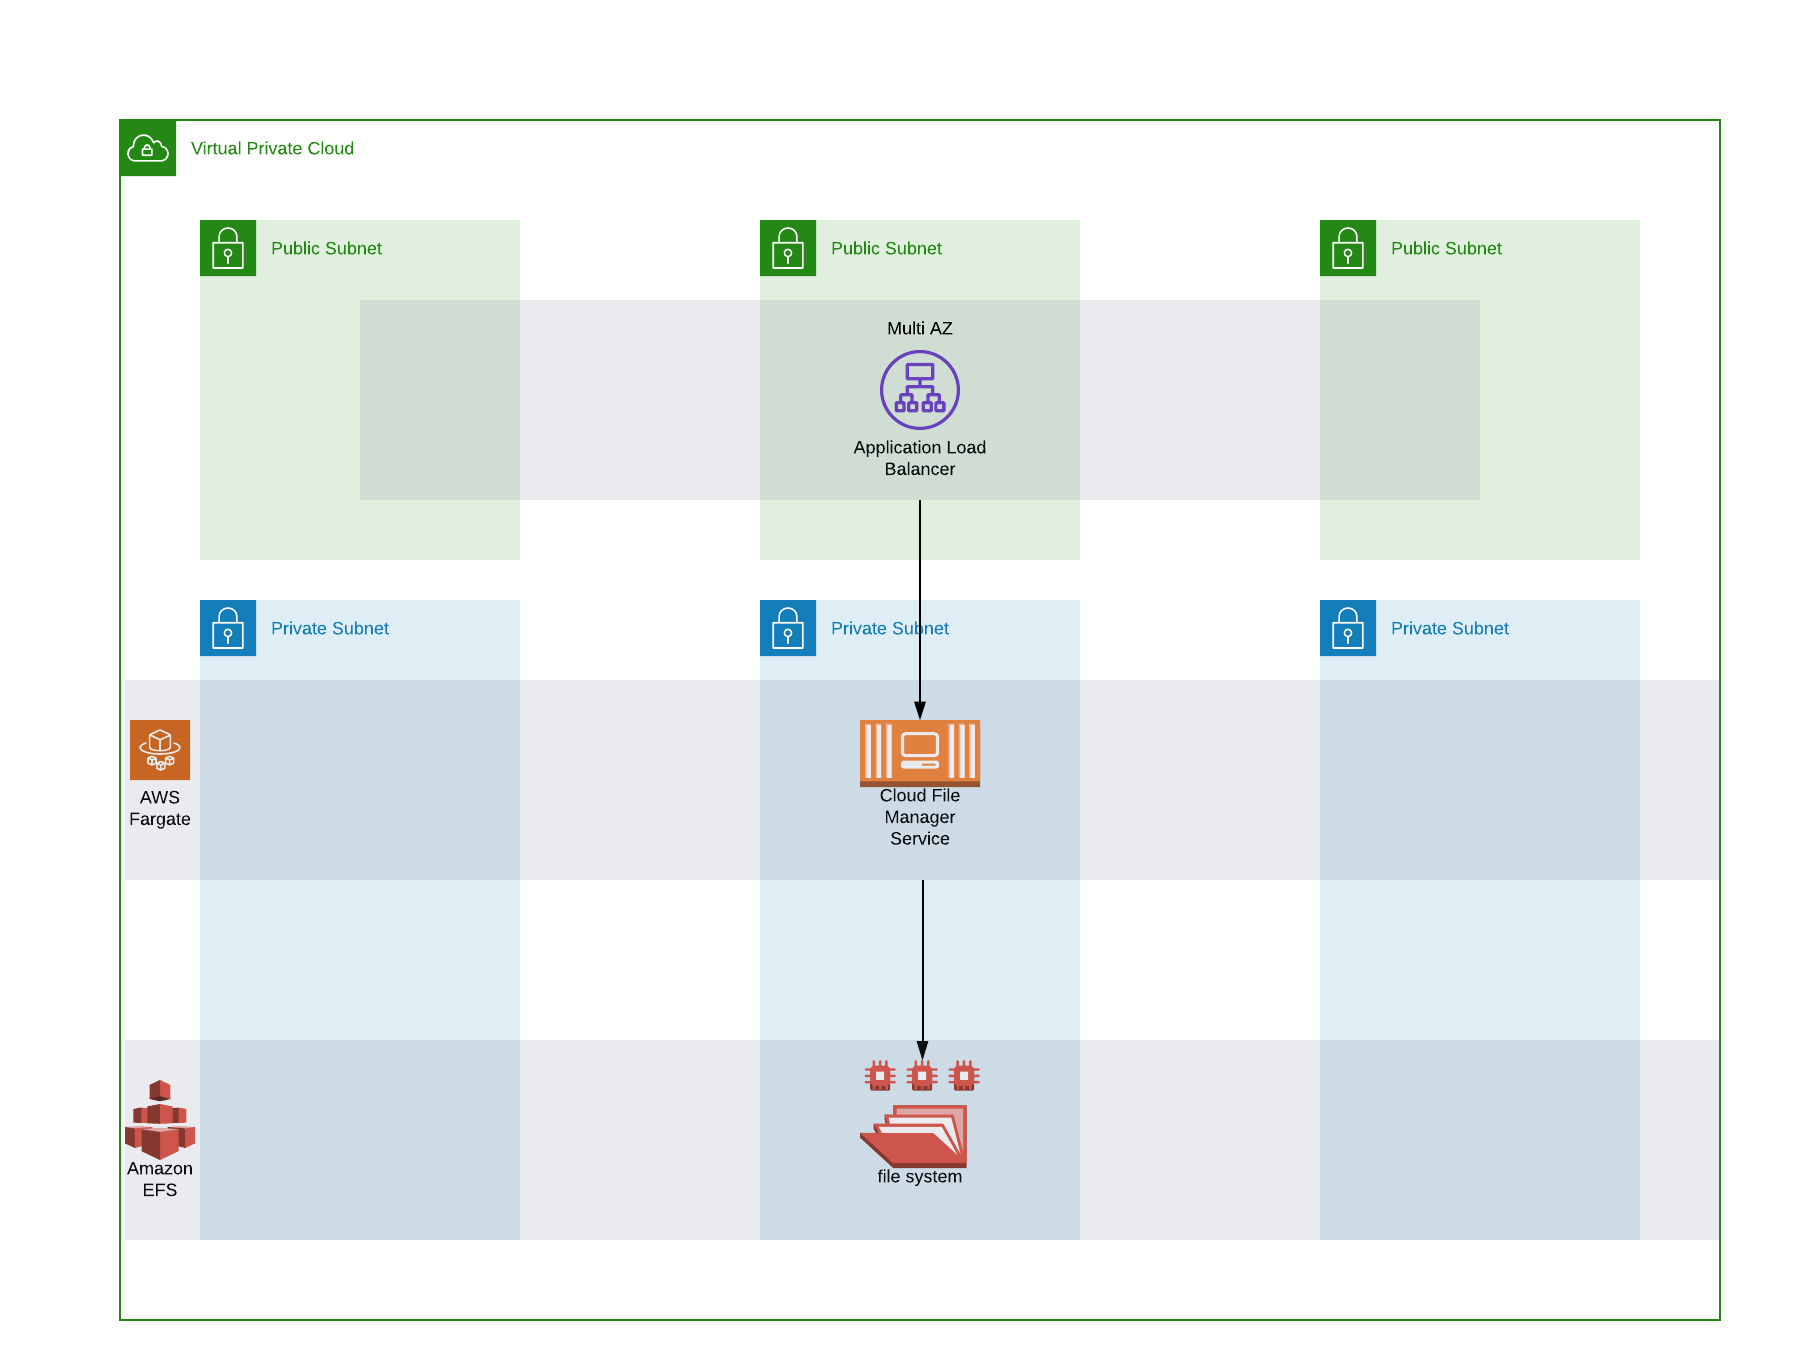 Virtual Private Cloud
Public Subnet
Public Subnet
Public Subnet
Multi AZ
Application Load
Balancer
Private Subnet
Private Subnet
Private Subnet
AWS
Fargate
Cloud File
Manager
Service
Amazon
EFS
file system